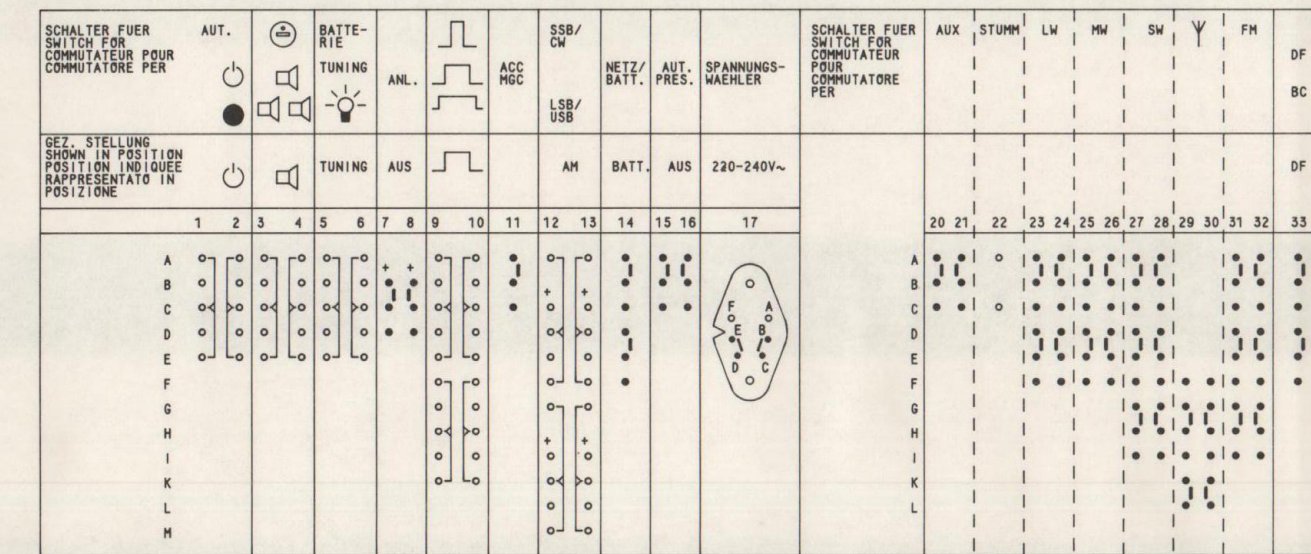 SCHALTER FUER
SWITCH FOR
COMMUTATEUR POUR
COMMUTATORE PER
AUT.
BATTE-
RIE
TUNING
ANL.
ACC
MGC
SSB/
CW
LSB/
USB
NETZ/
BATT.
AUT.
PRES.
SPANNUNGS-
WAEHLER
SCHALTER FUER
SWITCH FOR
COMMUTATEUR
POUR
COMMUTATORE
PER
AUX
STUMM
LW
MW
SW
FM
DF
BC
GEZ. STELLUNG
SHOWN IN POSITION
POSITION INDIQUEE
RAPPRESENTATO IN
POSIZIONE
TUNING
AUS
AM
BATT.
AUS
220-240V~
DF
1 2 3 4 5 6 7 8 9 10 11 12 13 14 15 16 17 20 21 22 23 24 25 26 27 28 29 30 31 32 33
A
B
C
D
E
F
G
H
I
K
L
M
+ +
+ +
+ +
F A
E B
D C
A
B
C
D
E
F
G
H
I
K
L